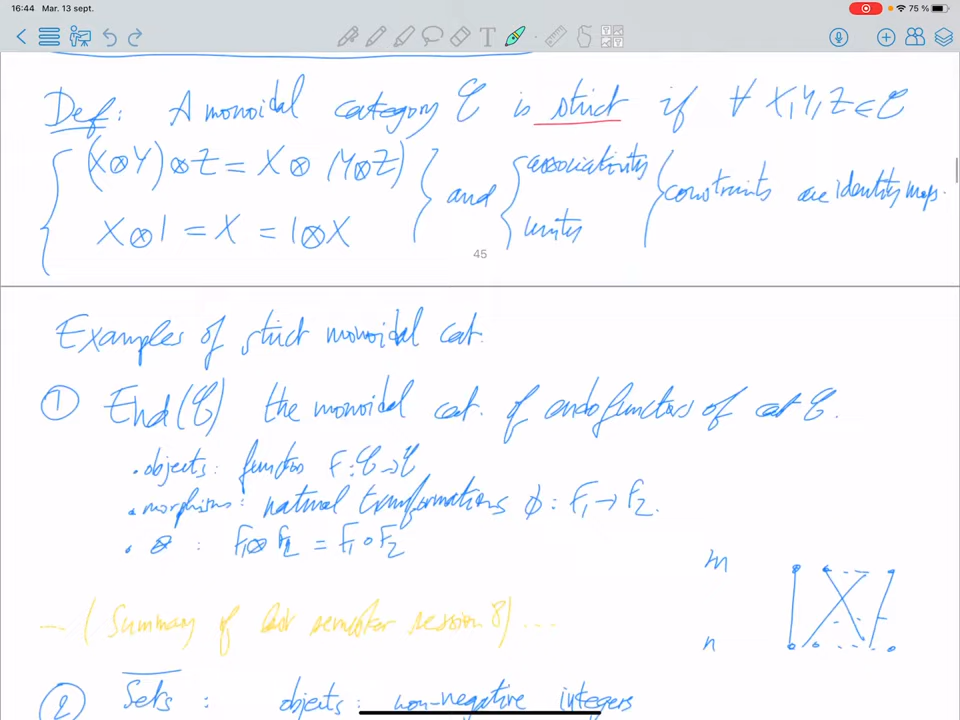 16:44 Mar. 13 sept. 75 %
T
Def: A monoidal category C is strict if ∀ X, Y, Z ∈ C
{ (X⊗Y)⊗Z = X⊗(Y⊗Z) } and { associativity } constraints are identity maps.
X⊗1 = X = 1⊗X units
45
Examples of strict monoidal cat.
① End(C) the monoidal cat. of endofunctors of cat C.
. objects: functors F: C → C
. morphisms: natural transformations ϕ: F₁ → F₂.
. ⊗ : F₁⊗F₂ = F₁∘F₂
m
— (Summary of last semester session 8) ...
n
② Sets : objects: non-negative integers